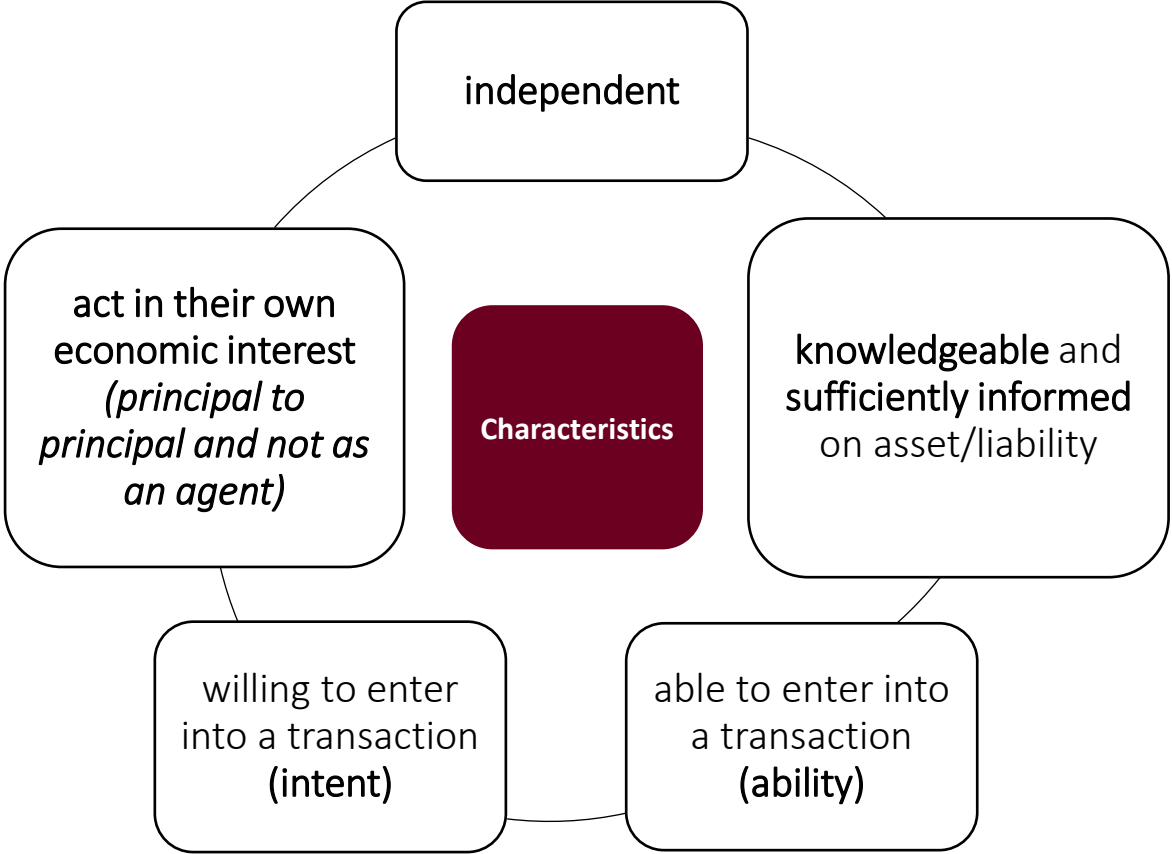 independent
act in their own
economic interest
(principal to
principal and not as
an agent)
Characteristics
knowledgeable and
sufficiently informed
on asset/liability
willing to enter
into a transaction
(intent)
able to enter into
a transaction
(ability)